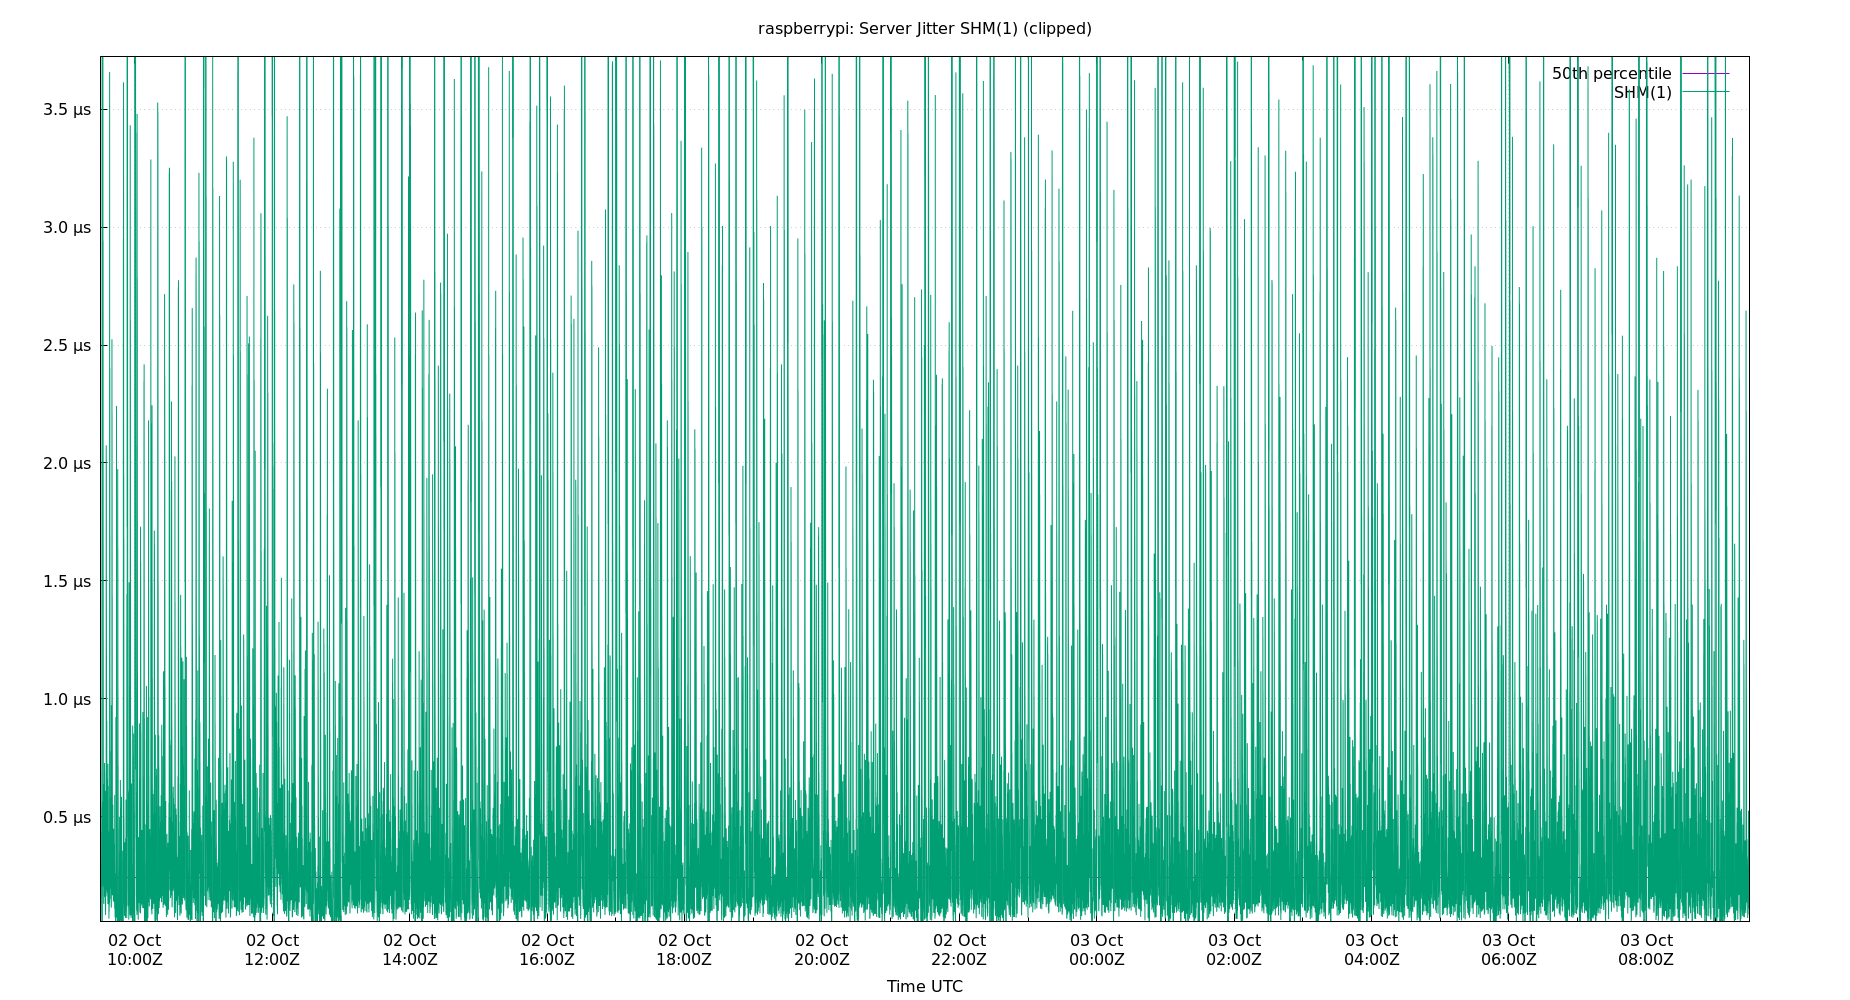 raspberrypi: Server Jitter SHM(1) (clipped)
50th percentile
SHM(1)
3.5 µs
3.0 µs
2.5 µs
2.0 µs
1.5 µs
1.0 µs
0.5 µs
02 Oct 02 Oct 02 Oct 02 Oct 02 Oct 02 Oct 02 Oct 03 Oct 03 Oct 03 Oct 03 Oct 03 Oct
10:00Z 12:00Z 14:00Z 16:00Z 18:00Z 20:00Z 22:00Z 00:00Z 02:00Z 04:00Z 06:00Z 08:00Z
Time UTC